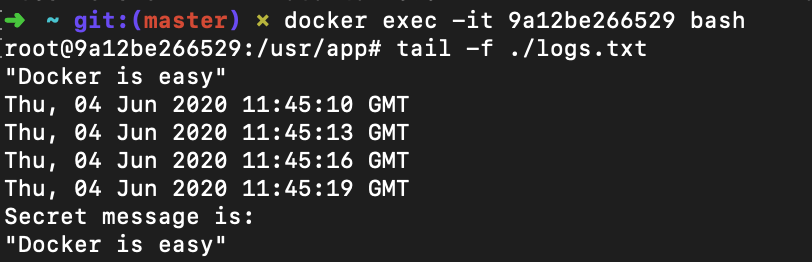 ➜ ~ git:(master) × docker exec -it 9a12be266529 bash
root@9a12be266529:/usr/app# tail -f ./logs.txt
"Docker is easy"
Thu, 04 Jun 2020 11:45:10 GMT
Thu, 04 Jun 2020 11:45:13 GMT
Thu, 04 Jun 2020 11:45:16 GMT
Thu, 04 Jun 2020 11:45:19 GMT
Secret message is:
"Docker is easy"